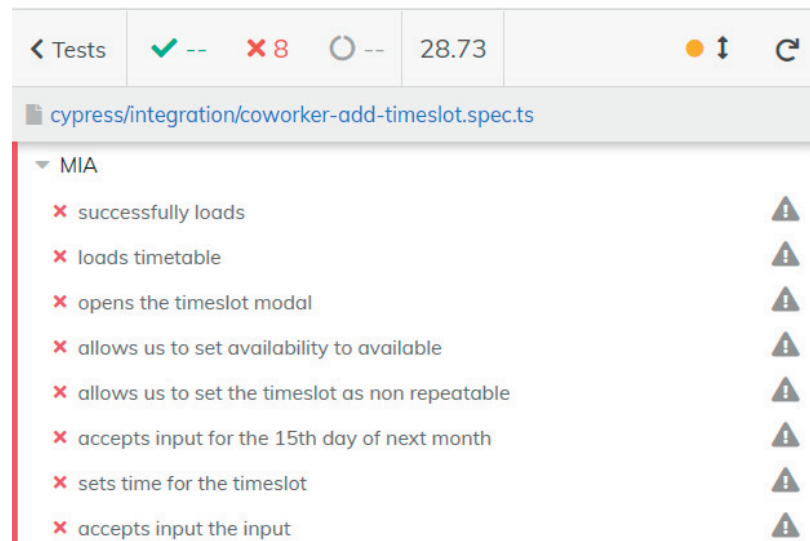 Tests -- 8 -- 28.73
cypress/integration/coworker-add-timeslot.spec.ts
MIA
successfully loads
loads timetable
opens the timeslot modal
allows us to set availability to available
allows us to set the timeslot as non repeatable
accepts input for the 15th day of next month
sets time for the timeslot
accepts input the input